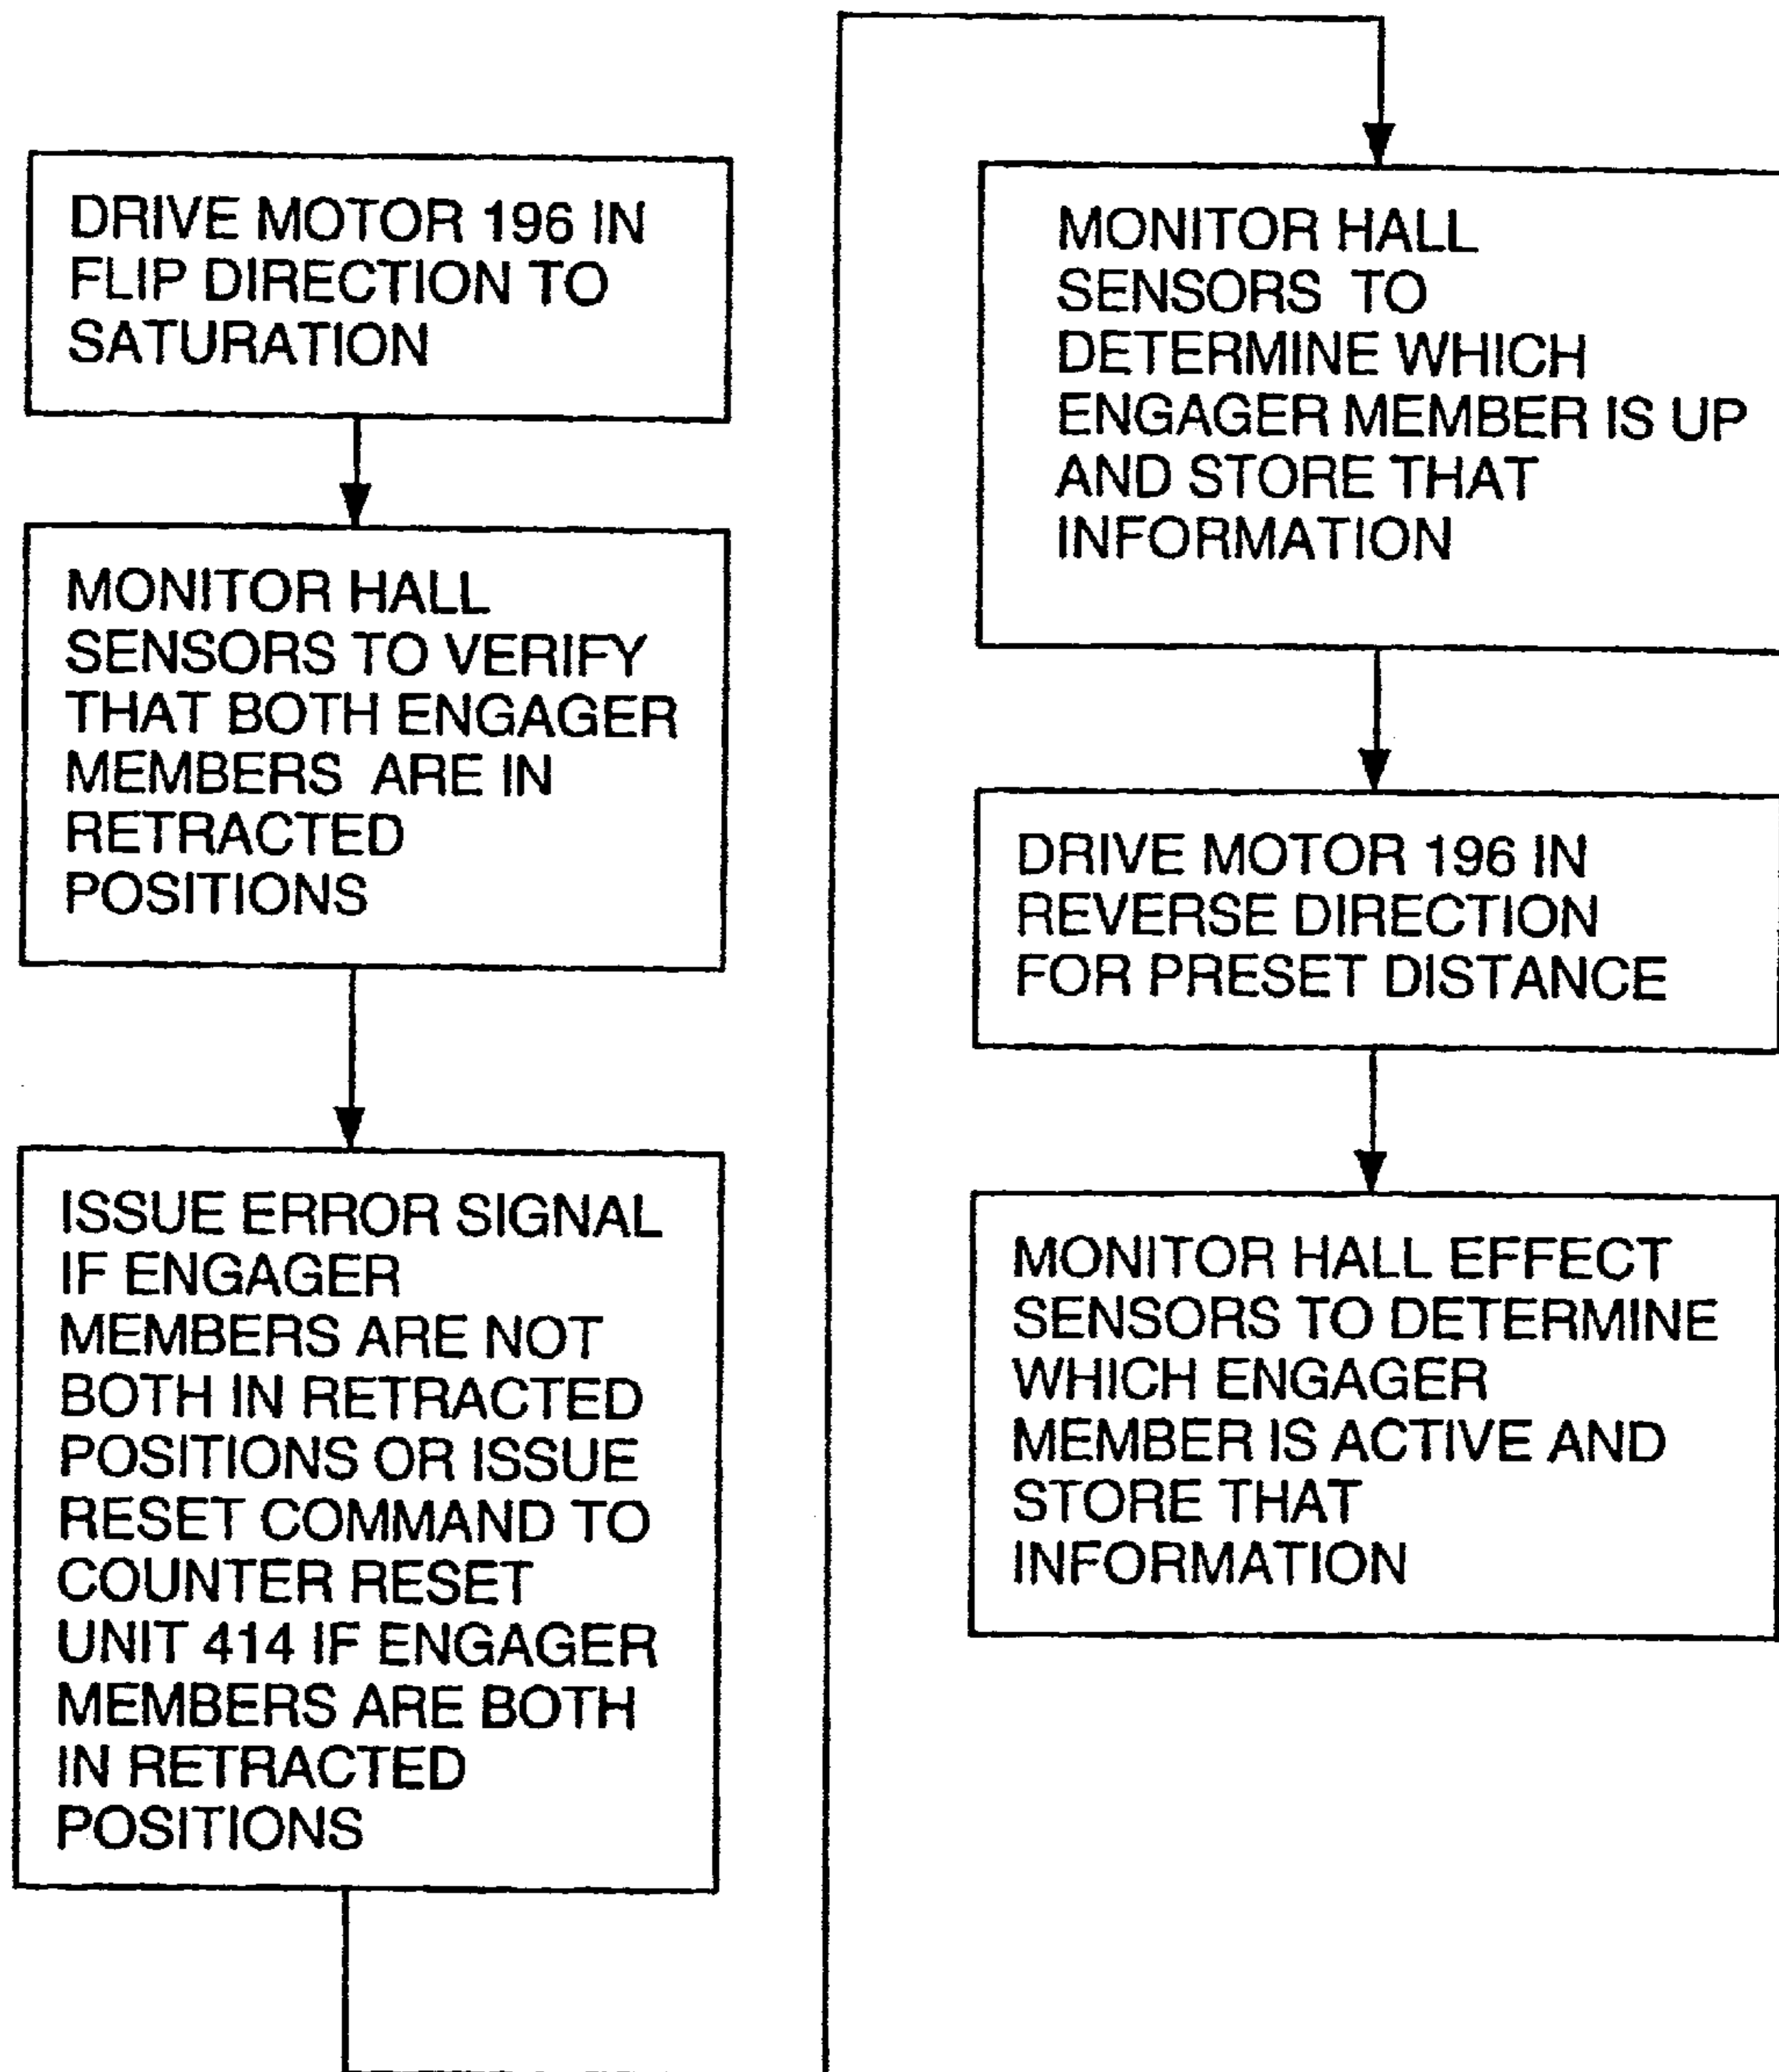 DRIVE MOTOR 196 IN
FLIP DIRECTION TO
SATURATION
MONITOR HALL
SENSORS TO VERIFY
THAT BOTH ENGAGER
MEMBERS ARE IN
RETRACTED
POSITIONS
ISSUE ERROR SIGNAL
IF ENGAGER
MEMBERS ARE NOT
BOTH IN RETRACTED
POSITIONS OR ISSUE
RESET COMMAND TO
COUNTER RESET
UNIT 414 IF ENGAGER
MEMBERS ARE BOTH
IN RETRACTED
POSITIONS
MONITOR HALL
SENSORS TO
DETERMINE WHICH
ENGAGER MEMBER IS UP
AND STORE THAT
INFORMATION
DRIVE MOTOR 196 IN
REVERSE DIRECTION
FOR PRESET DISTANCE
MONITOR HALL EFFECT
SENSORS TO DETERMINE
WHICH ENGAGER
MEMBER IS ACTIVE AND
STORE THAT
INFORMATION